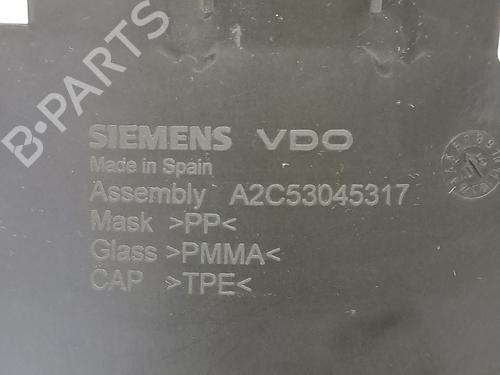 SIEMENS VDO
Made in Spain
Assembly A2C53045317
Mask >PP<
Glass >PMMA<
CAP >TPE<
B-PARTS